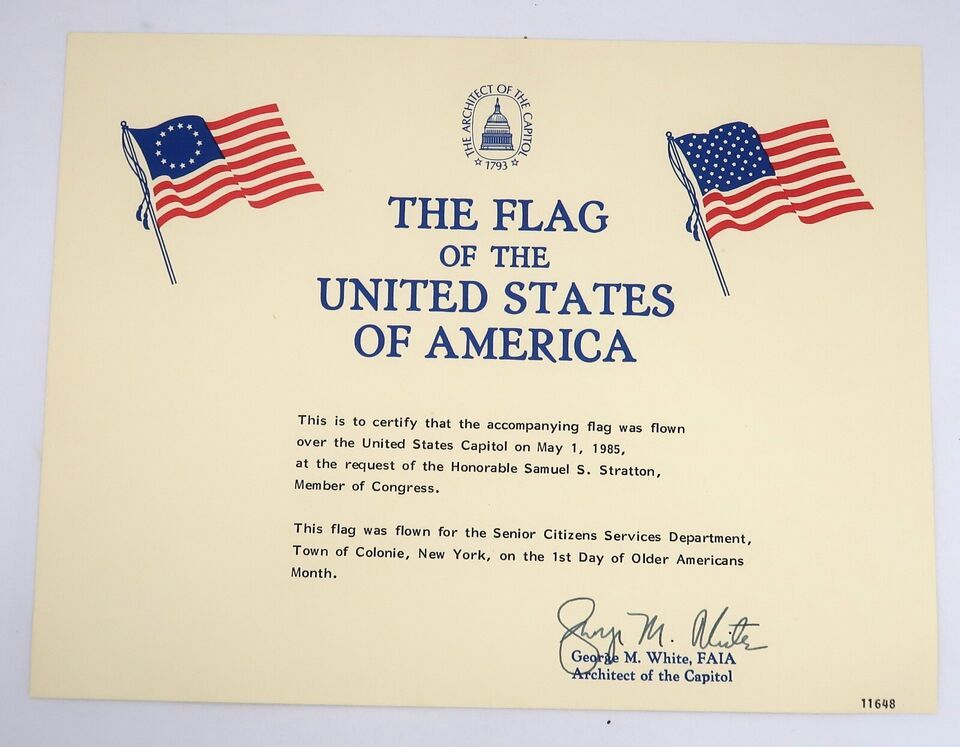 THE ARCHITECT OF THE CAPITOL
1793
THE FLAG
OF THE
UNITED STATES
OF AMERICA
This is to certify that the accompanying flag was flown
over the United States Capitol on May 1, 1985,
at the request of the Honorable Samuel S. Stratton,
Member of Congress.
This flag was flown for the Senior Citizens Services Department,
Town of Colonie, New York, on the 1st Day of Older Americans
Month.
George M. White
George M. White, FAIA
Architect of the Capitol
11648